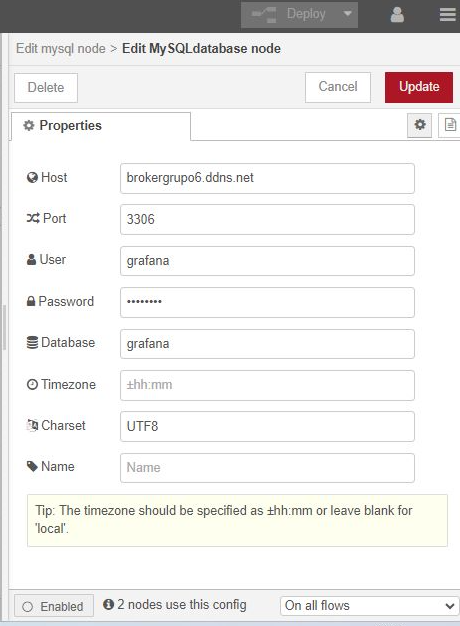 Deploy
Edit mysql node > Edit MySQLdatabase node
Delete Cancel Update
Properties
Host brokergrupo6.ddns.net
Port 3306
User grafana
Password ••••••••
Database grafana
Timezone ±hh:mm
Charset UTF8
Name Name
Tip: The timezone should be specified as ±hh:mm or leave blank for
'local'.
Enabled 2 nodes use this config On all flows